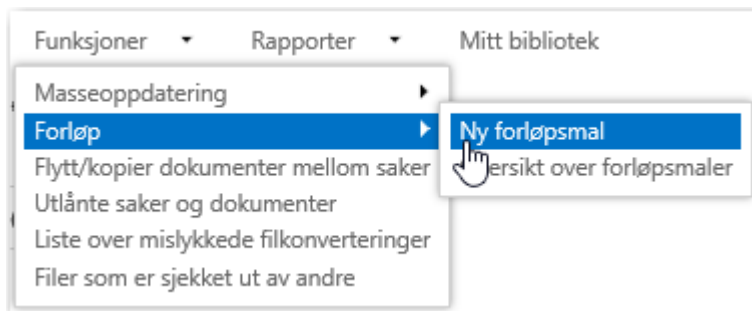 Funksjoner Rapporter Mitt bibliotek
Masseoppdatering
Forløp Ny forløpsmal
Flytt/kopier dokumenter mellom saker ersikt over forløpsmaler
Utlånte saker og dokumenter
Liste over mislykkede filkonverteringer
Filer som er sjekket ut av andre